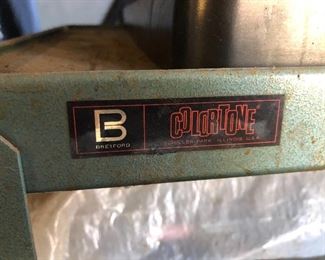 B
BRETFORD
COLORTONE
SCHILLER PARK, ILLINOIS U.S.A.